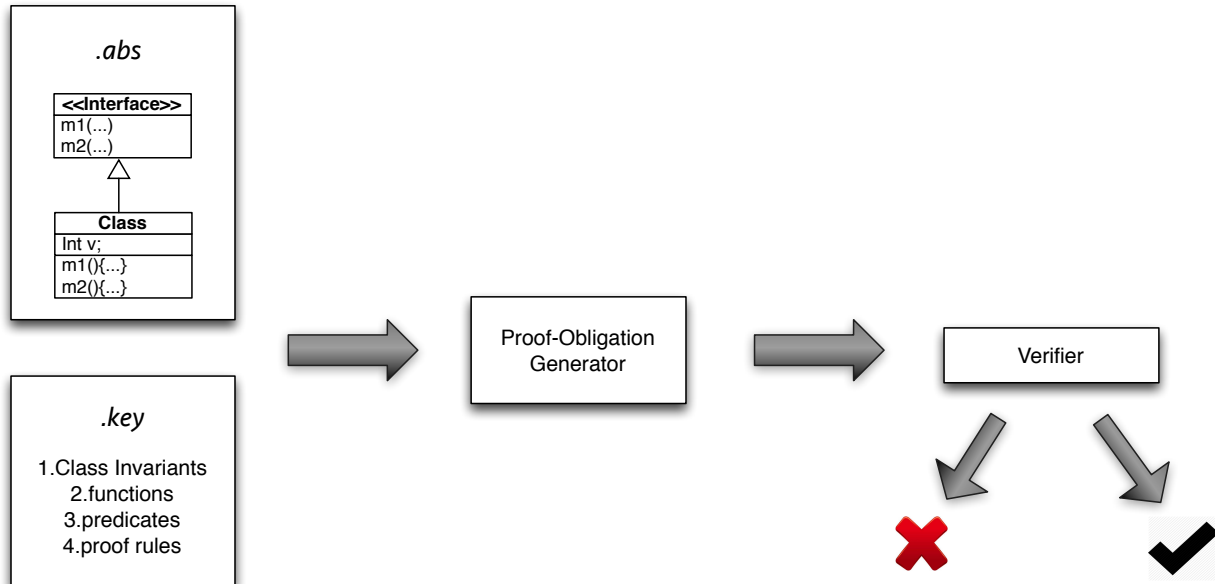 .abs
<<Interface>>
m1(...)
m2(...)
Class
Int v;
m1(){...}
m2(){...}
Proof-Obligation
Generator
Verifier
.key
1.Class Invariants
2.functions
3.predicates
4.proof rules